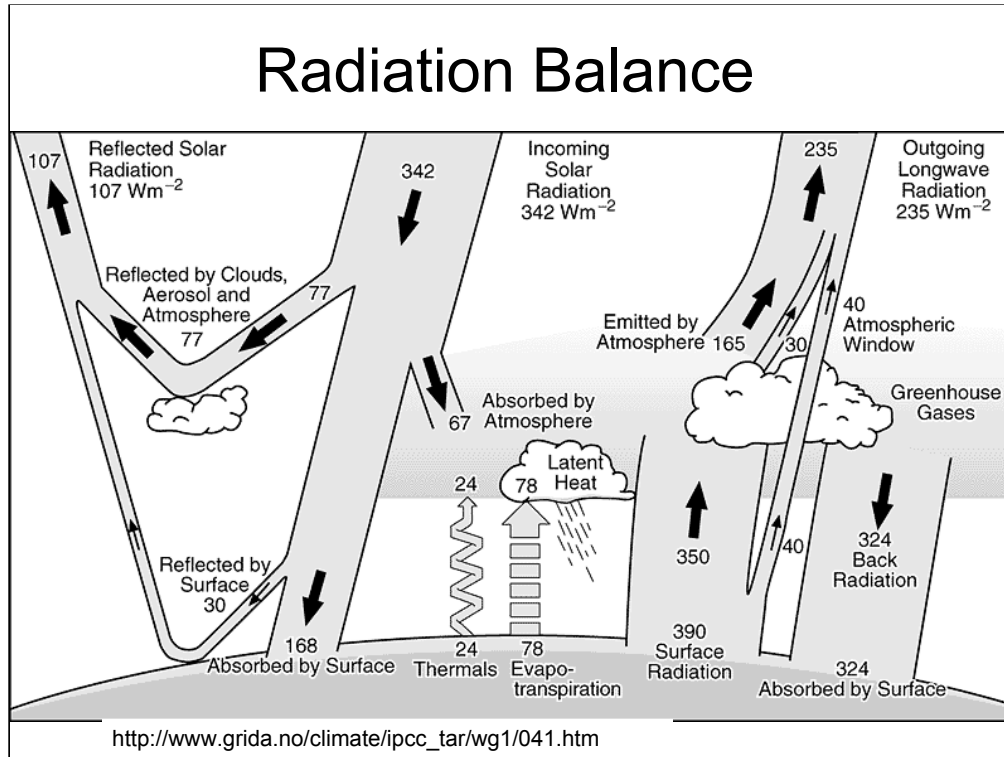 Radiation Balance
107
Reflected Solar
Radiation
107 Wm⁻²
342
Incoming
Solar
Radiation
342 Wm⁻²
235
Outgoing
Longwave
Radiation
235 Wm⁻²
Reflected by Clouds,
Aerosol and
Atmosphere
77
77
Emitted by
Atmosphere
165
30
40
Atmospheric
Window
Greenhouse
Gases
67
Absorbed by
Atmosphere
24
78
Latent
Heat
350
40
324
Back
Radiation
Reflected by
Surface
30
168
Absorbed by Surface
24
Thermals
78
Evapo-
transpiration
390
Surface
Radiation
324
Absorbed by Surface
http://www.grida.no/climate/ipcc_tar/wg1/041.htm